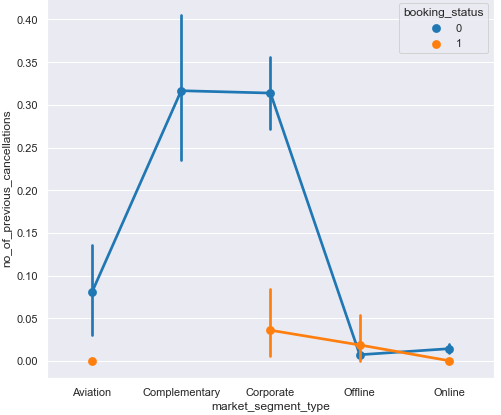 booking_status
0
1
0.40
0.35
0.30
0.25
0.20
0.15
0.10
0.05
0.00
no_of_previous_cancellations
Aviation Complementary Corporate Offline Online
market_segment_type